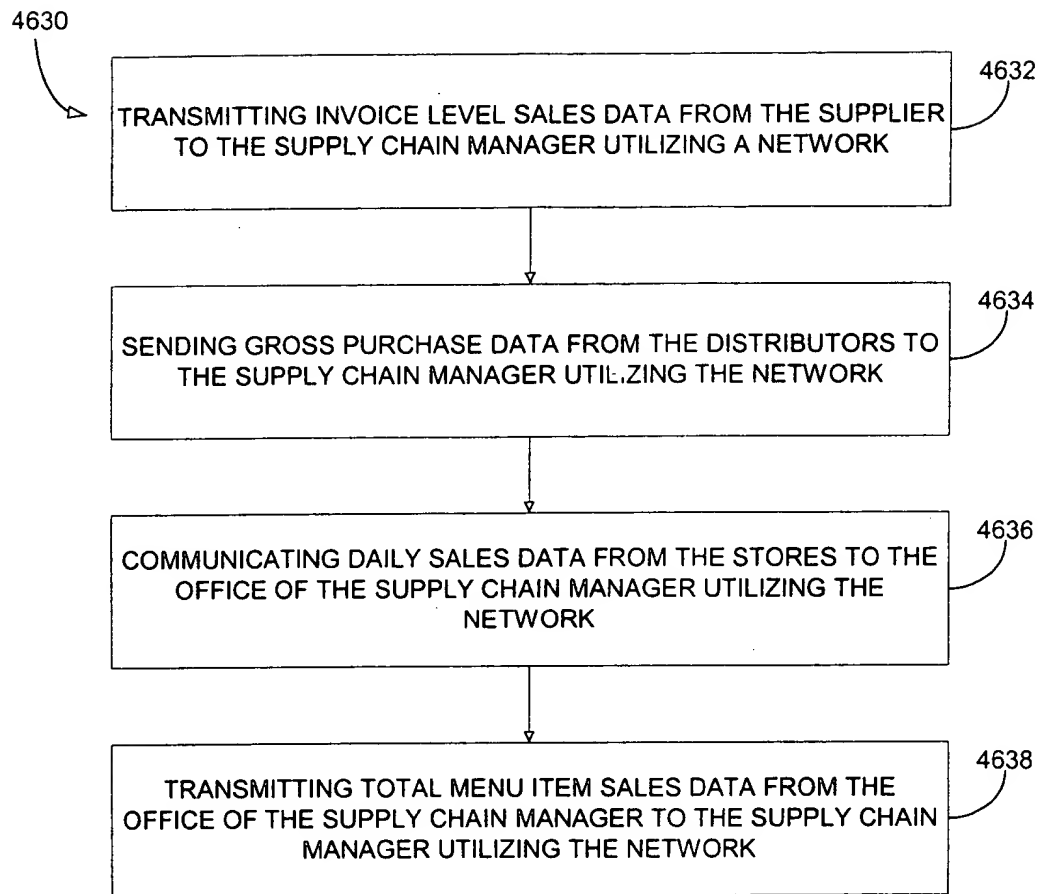 4630
4632
TRANSMITTING INVOICE LEVEL SALES DATA FROM THE SUPPLIER
TO THE SUPPLY CHAIN MANAGER UTILIZING A NETWORK
4634
SENDING GROSS PURCHASE DATA FROM THE DISTRIBUTORS TO
THE SUPPLY CHAIN MANAGER UTILIZING THE NETWORK
4636
COMMUNICATING DAILY SALES DATA FROM THE STORES TO THE
OFFICE OF THE SUPPLY CHAIN MANAGER UTILIZING THE
NETWORK
4638
TRANSMITTING TOTAL MENU ITEM SALES DATA FROM THE
OFFICE OF THE SUPPLY CHAIN MANAGER TO THE SUPPLY CHAIN
MANAGER UTILIZING THE NETWORK